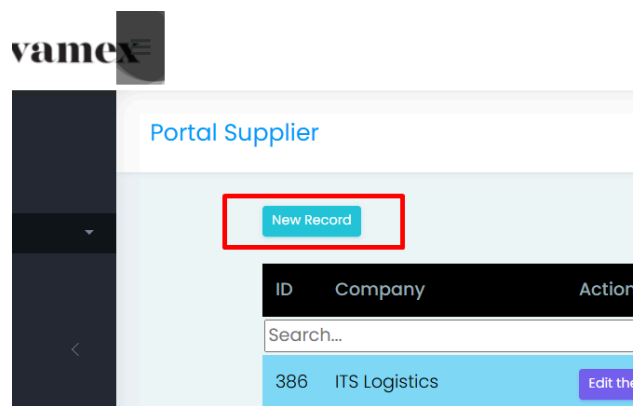 vamex
Portal Supplier
New Record
ID Company Action
Search...
386 ITS Logistics Edit the